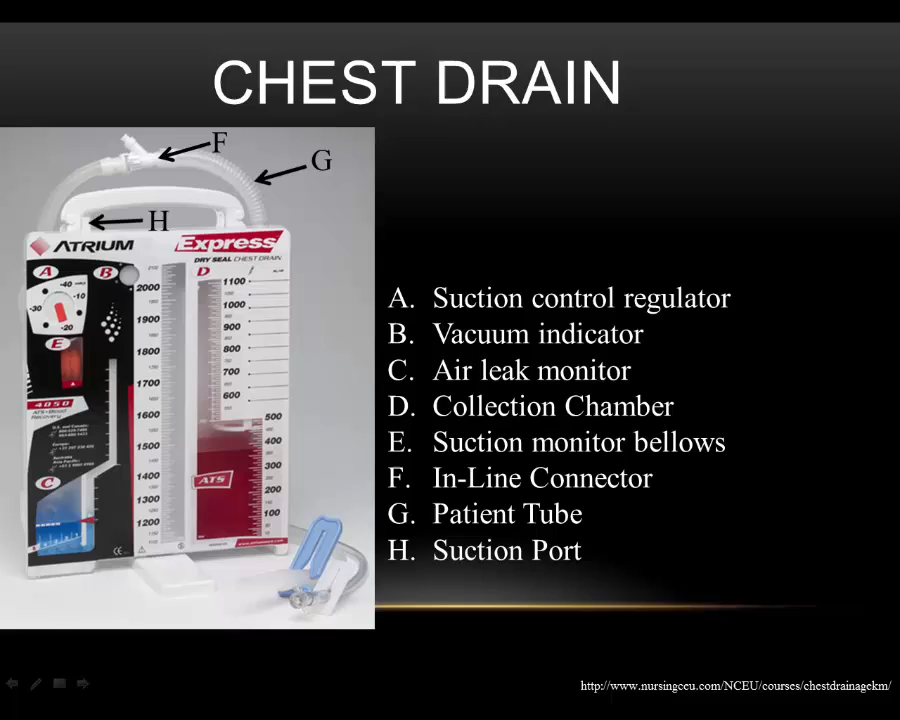 CHEST DRAIN
F
G
H
ATRIUM
Express
DRY SEAL CHEST DRAIN
A
B
D
-40
-10
-30
-20
E
C
2000
1900
1800
1700
1600
1500
1400
1300
1200
1100
1000
900
800
700
600
500
400
300
200
100
4050
ATS
A. Suction control regulator
B. Vacuum indicator
C. Air leak monitor
D. Collection Chamber
E. Suction monitor bellows
F. In-Line Connector
G. Patient Tube
H. Suction Port
http://www.nursingceu.com/NCEU/courses/chestdrainagekm/